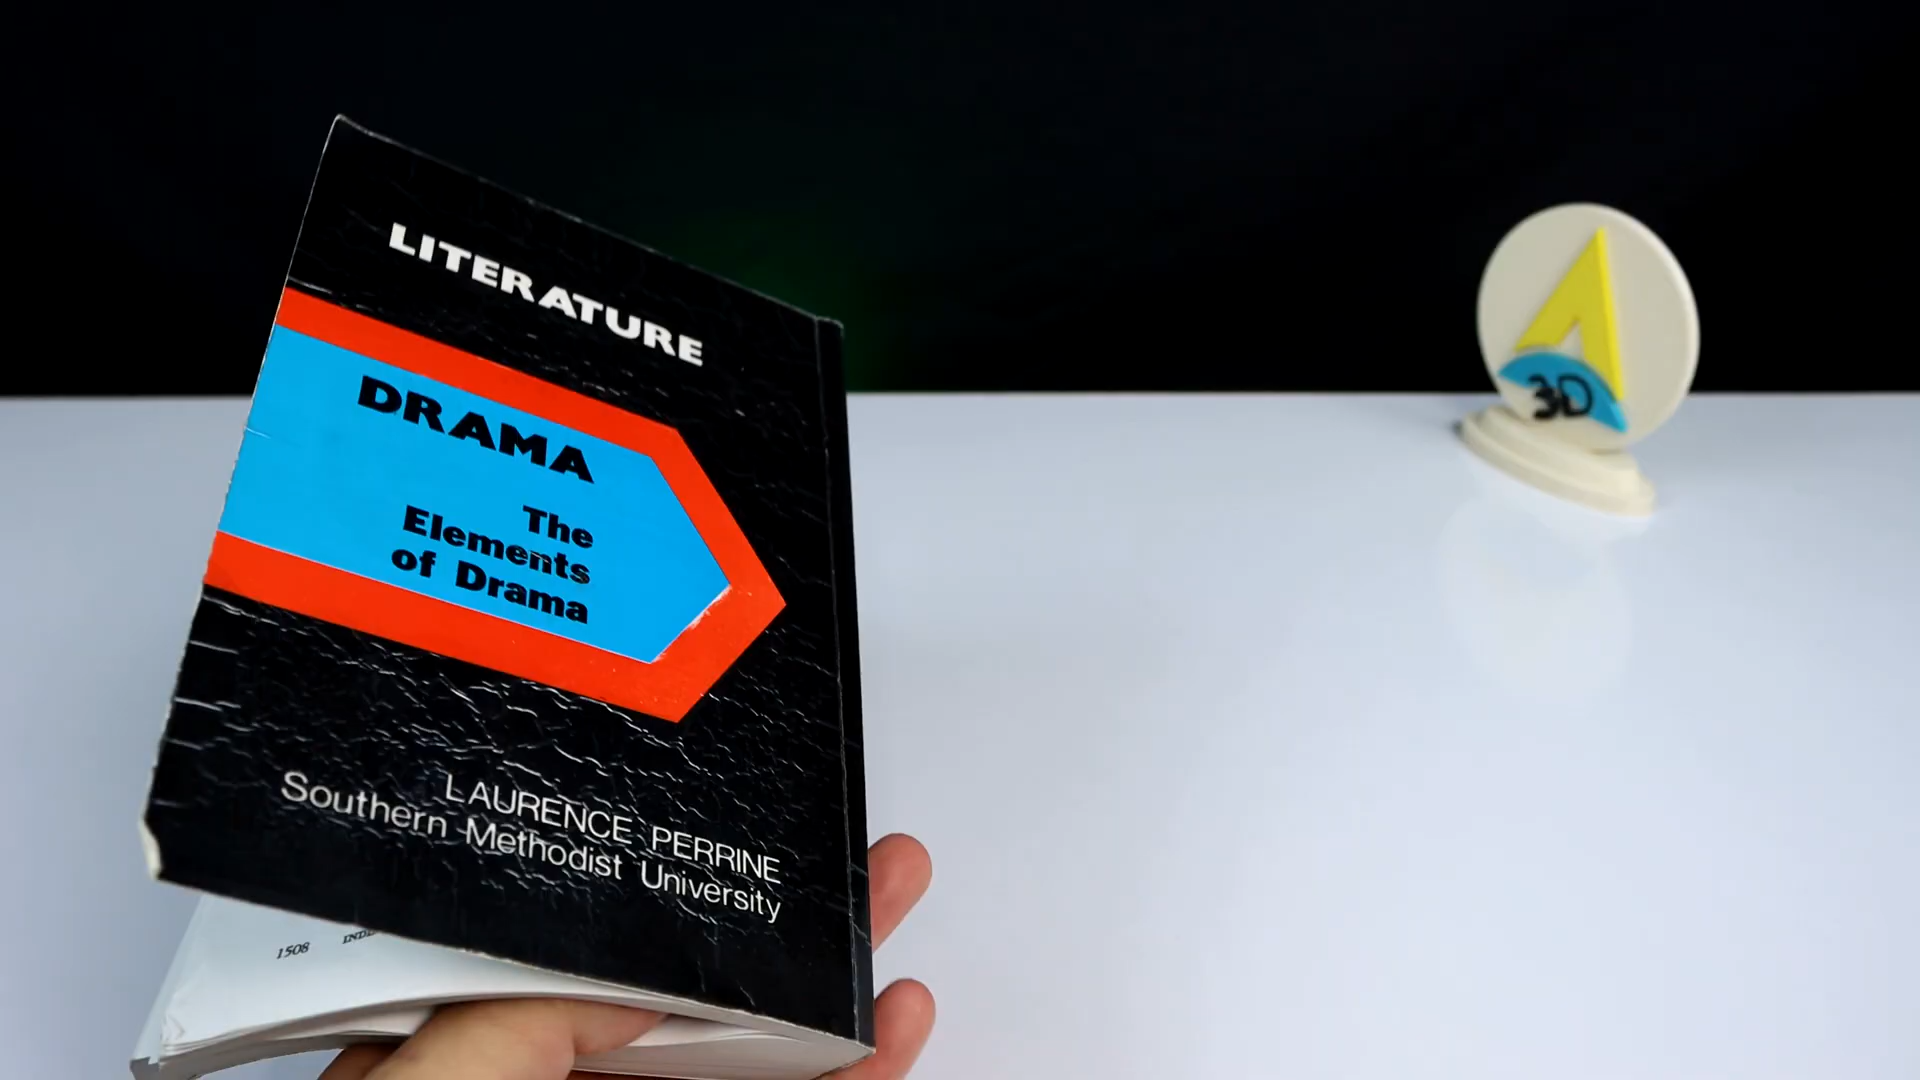 LITERATURE
DRAMA
The
Elements
of Drama
LAURENCE PERRINE
Southern Methodist University
1508
3D